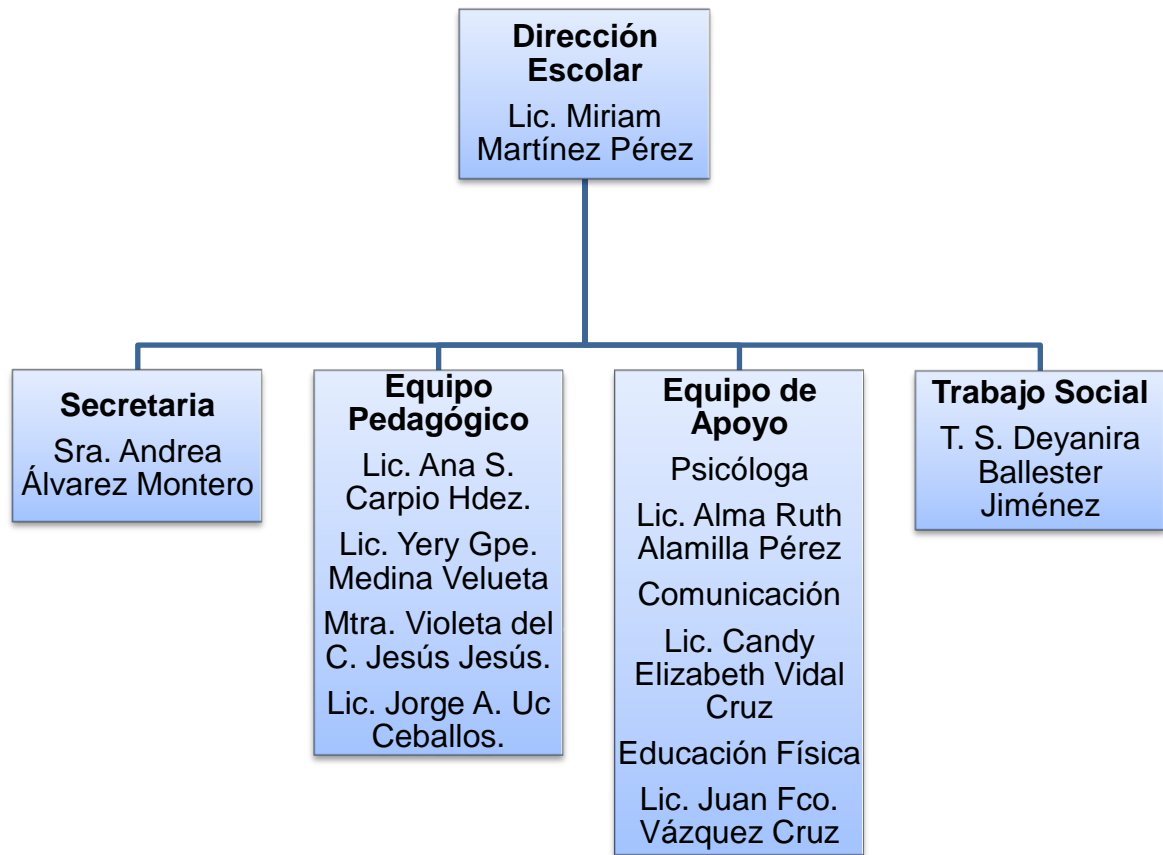 Dirección
Escolar
Lic. Miriam
Martínez Pérez
Secretaria
Sra. Andrea
Álvarez Montero
Equipo
Pedagógico
Lic. Ana S.
Carpio Hdez.
Lic. Yery Gpe.
Medina Velueta
Mtra. Violeta del
C. Jesús Jesús.
Lic. Jorge A. Uc
Ceballos.
Equipo de
Apoyo
Psicóloga
Lic. Alma Ruth
Alamilla Pérez
Comunicación
Lic. Candy
Elizabeth Vidal
Cruz
Educación Física
Lic. Juan Fco.
Vázquez Cruz
Trabajo Social
T. S. Deyanira
Ballester
Jiménez